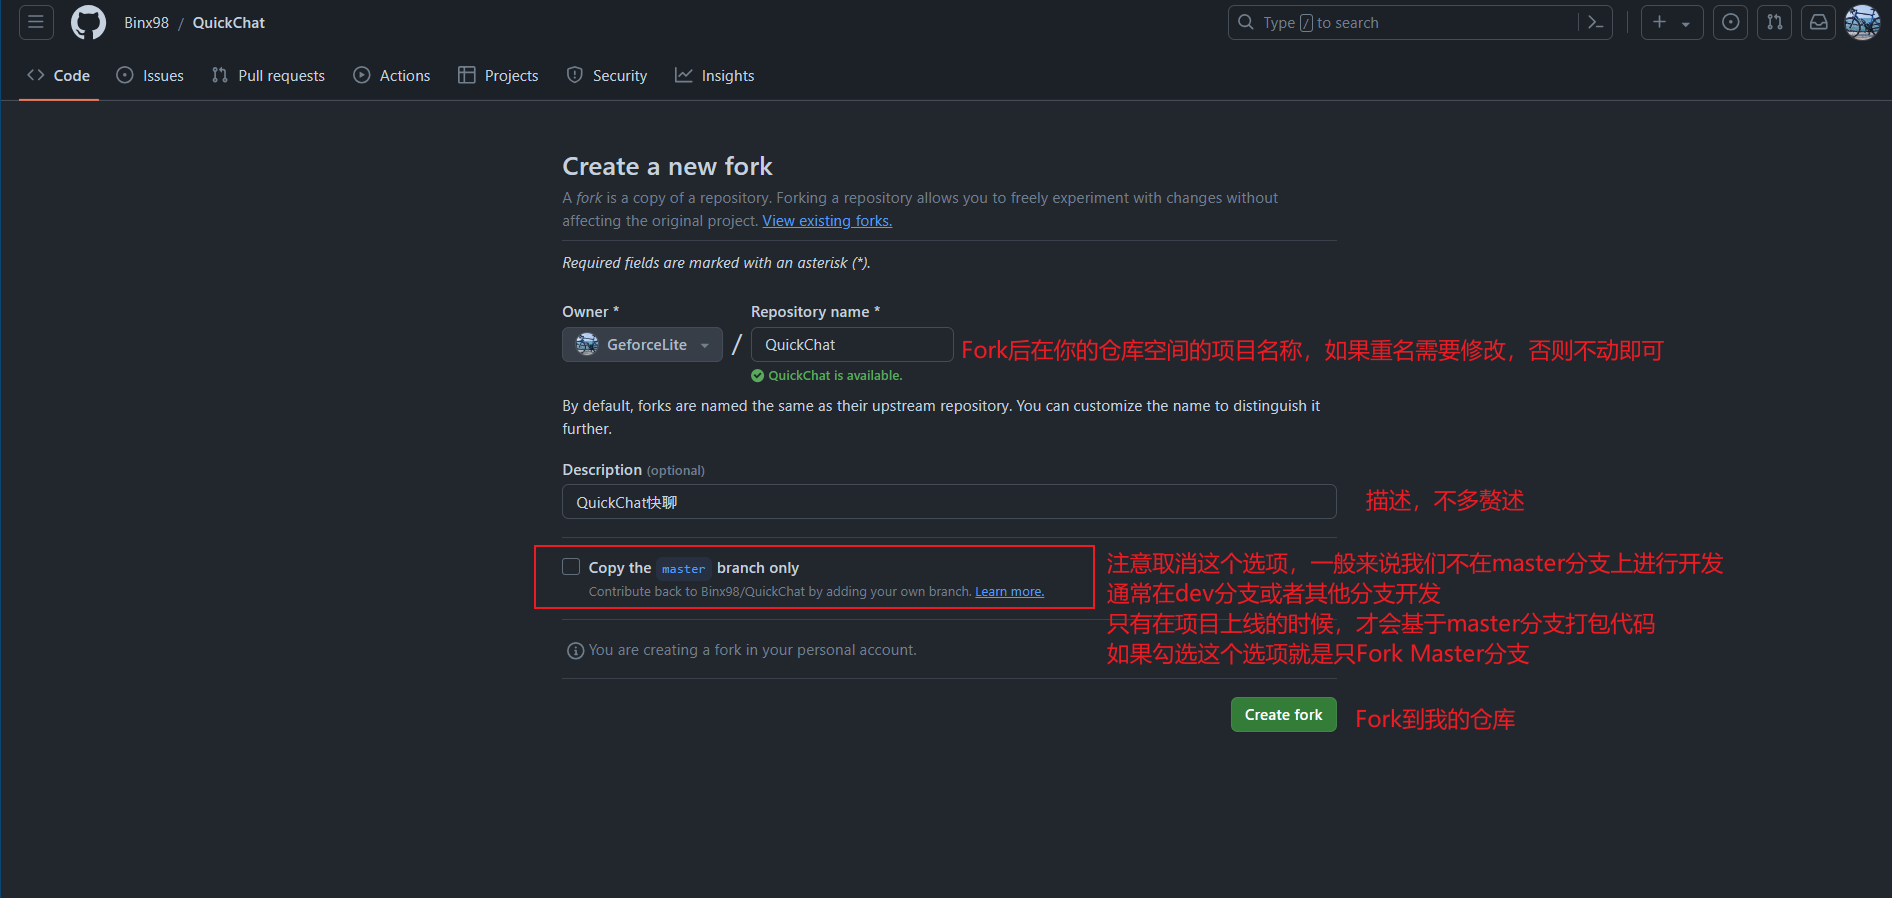 Binx98 / QuickChat
Type / to search
Code
Issues
Pull requests
Actions
Projects
Security
Insights
Create a new fork
A fork is a copy of a repository. Forking a repository allows you to freely experiment with changes without
affecting the original project. View existing forks.
Required fields are marked with an asterisk (*).
Owner *
Repository name *
GeforceLite
/
QuickChat
Fork后在你的仓库空间的项目名称，如果重名需要修改，否则不动即可
QuickChat is available.
By default, forks are named the same as their upstream repository. You can customize the name to distinguish it
further.
Description (optional)
QuickChat快聊
描述，不多赘述
Copy the master branch only
Contribute back to Binx98/QuickChat by adding your own branch. Learn more.
注意取消这个选项，一般来说我们不在master分支上进行开发
通常在dev分支或者其他分支开发
只有在项目上线的时候，才会基于master分支打包代码
如果勾选这个选项就是只Fork Master分支
You are creating a fork in your personal account.
Create fork
Fork到我的仓库